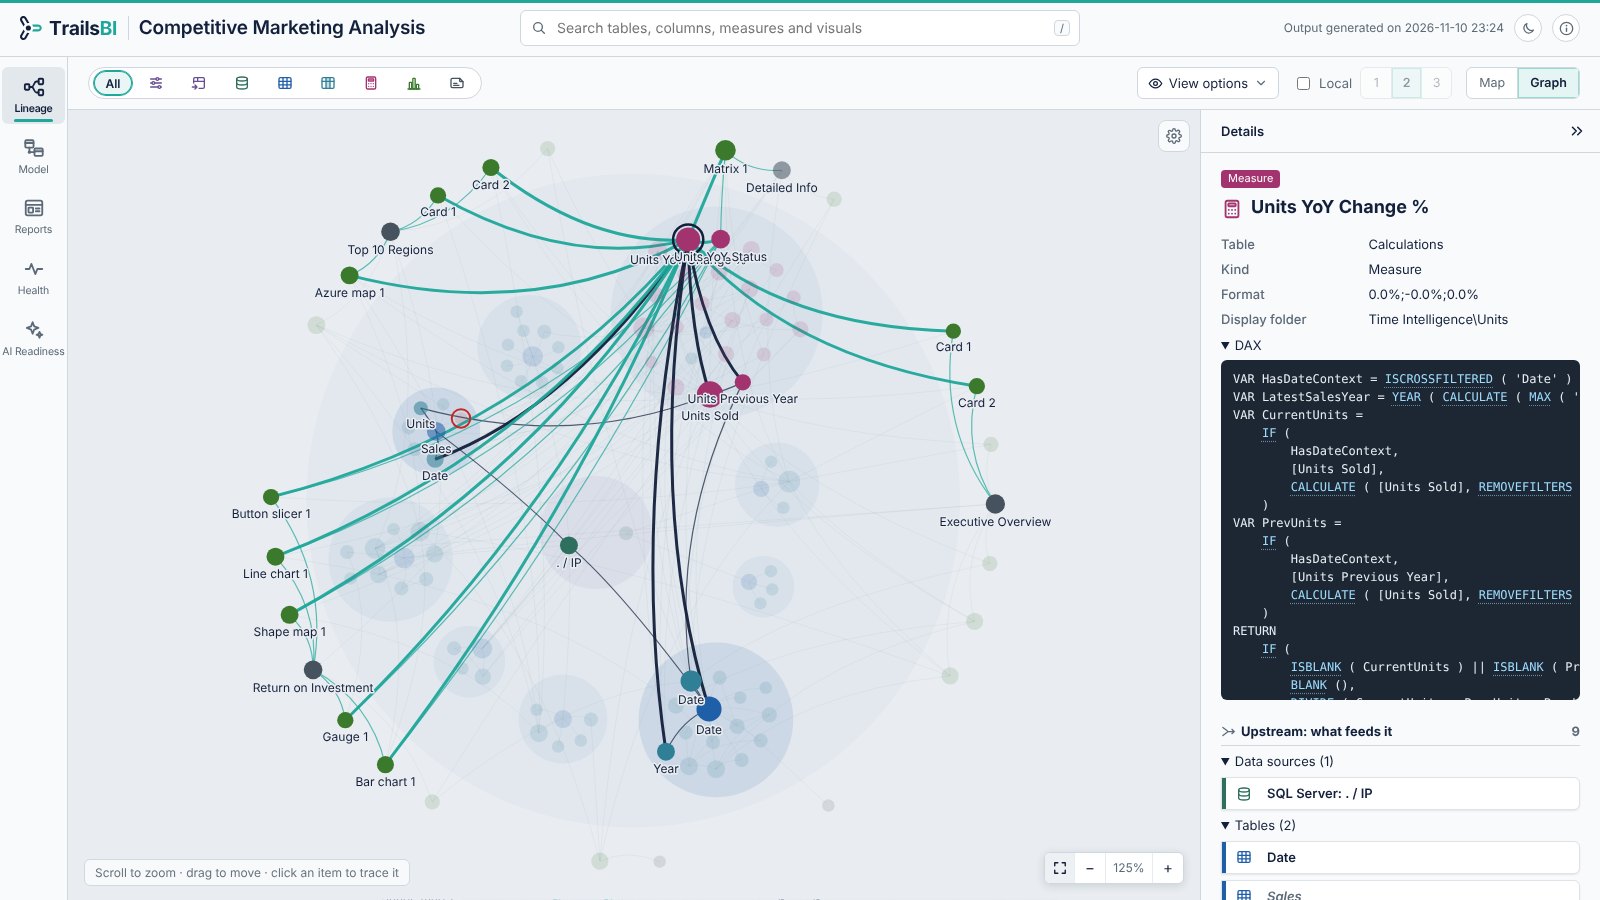 TrailsBI
Competitive Marketing Analysis
Search tables, columns, measures and visuals
/
Output generated on 2026-11-10 23:24
Lineage
Model
Reports
Health
AI Readiness
All
View options
Local
1
2
3
Map
Graph
Card 2
Card 1
Top 10 Regions
Azure map 1
Matrix 1
Detailed Info
Units YoY Change %
Units YoY Status
Card 1
Card 2
Units Previous Year
Units Sold
Units
Sales
Date
Button slicer 1
Executive Overview
Line chart 1
. / IP
Shape map 1
Return on Investment
Date
Date
Gauge 1
Year
Bar chart 1
Scroll to zoom · drag to move · click an item to trace it
125%
Details
Measure
Units YoY Change %
Table Calculations
Kind Measure
Format 0.0%;-0.0%;0.0%
Display folder Time Intelligence\Units
DAX
VAR HasDateContext = ISCROSSFILTERED ( 'Date' )
VAR LatestSalesYear = YEAR ( CALCULATE ( MAX ( '
VAR CurrentUnits =
IF (
HasDateContext,
[Units Sold],
CALCULATE ( [Units Sold], REMOVEFILTERS
)
VAR PrevUnits =
IF (
HasDateContext,
[Units Previous Year],
CALCULATE ( [Units Sold], REMOVEFILTERS
)
RETURN
IF (
ISBLANK ( CurrentUnits ) || ISBLANK ( Pr
BLANK (),
Upstream: what feeds it 9
Data sources (1)
SQL Server: . / IP
Tables (2)
Date
Sales